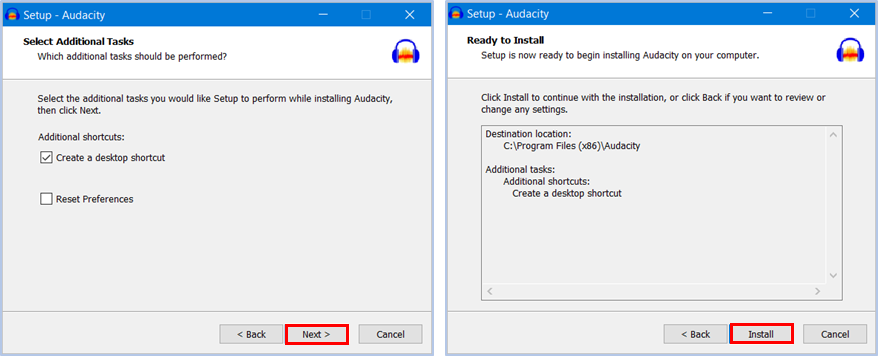 Setup - Audacity
Select Additional Tasks
Which additional tasks should be performed?
Select the additional tasks you would like Setup to perform while installing Audacity,
then click Next.
Additional shortcuts:
Create a desktop shortcut
Reset Preferences
< Back
Next >
Cancel
Setup - Audacity
Ready to Install
Setup is now ready to begin installing Audacity on your computer.
Click Install to continue with the installation, or click Back if you want to review or
change any settings.
Destination location:
C:\Program Files (x86)\Audacity
Additional tasks:
Additional shortcuts:
Create a desktop shortcut
< Back
Install
Cancel